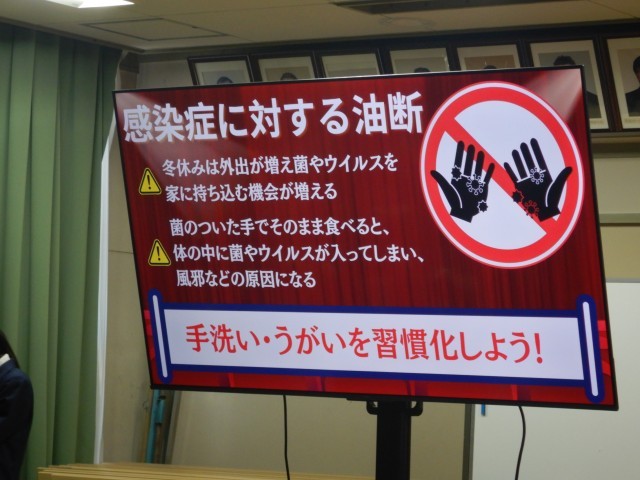 感染症に対する油断
冬休みは外出が増え菌やウイルスを
家に持ち込む機会が増える
菌のついた手でそのまま食べると、
体の中に菌やウイルスが入ってしまい、
風邪などの原因になる
手洗い・うがいを習慣化しよう!